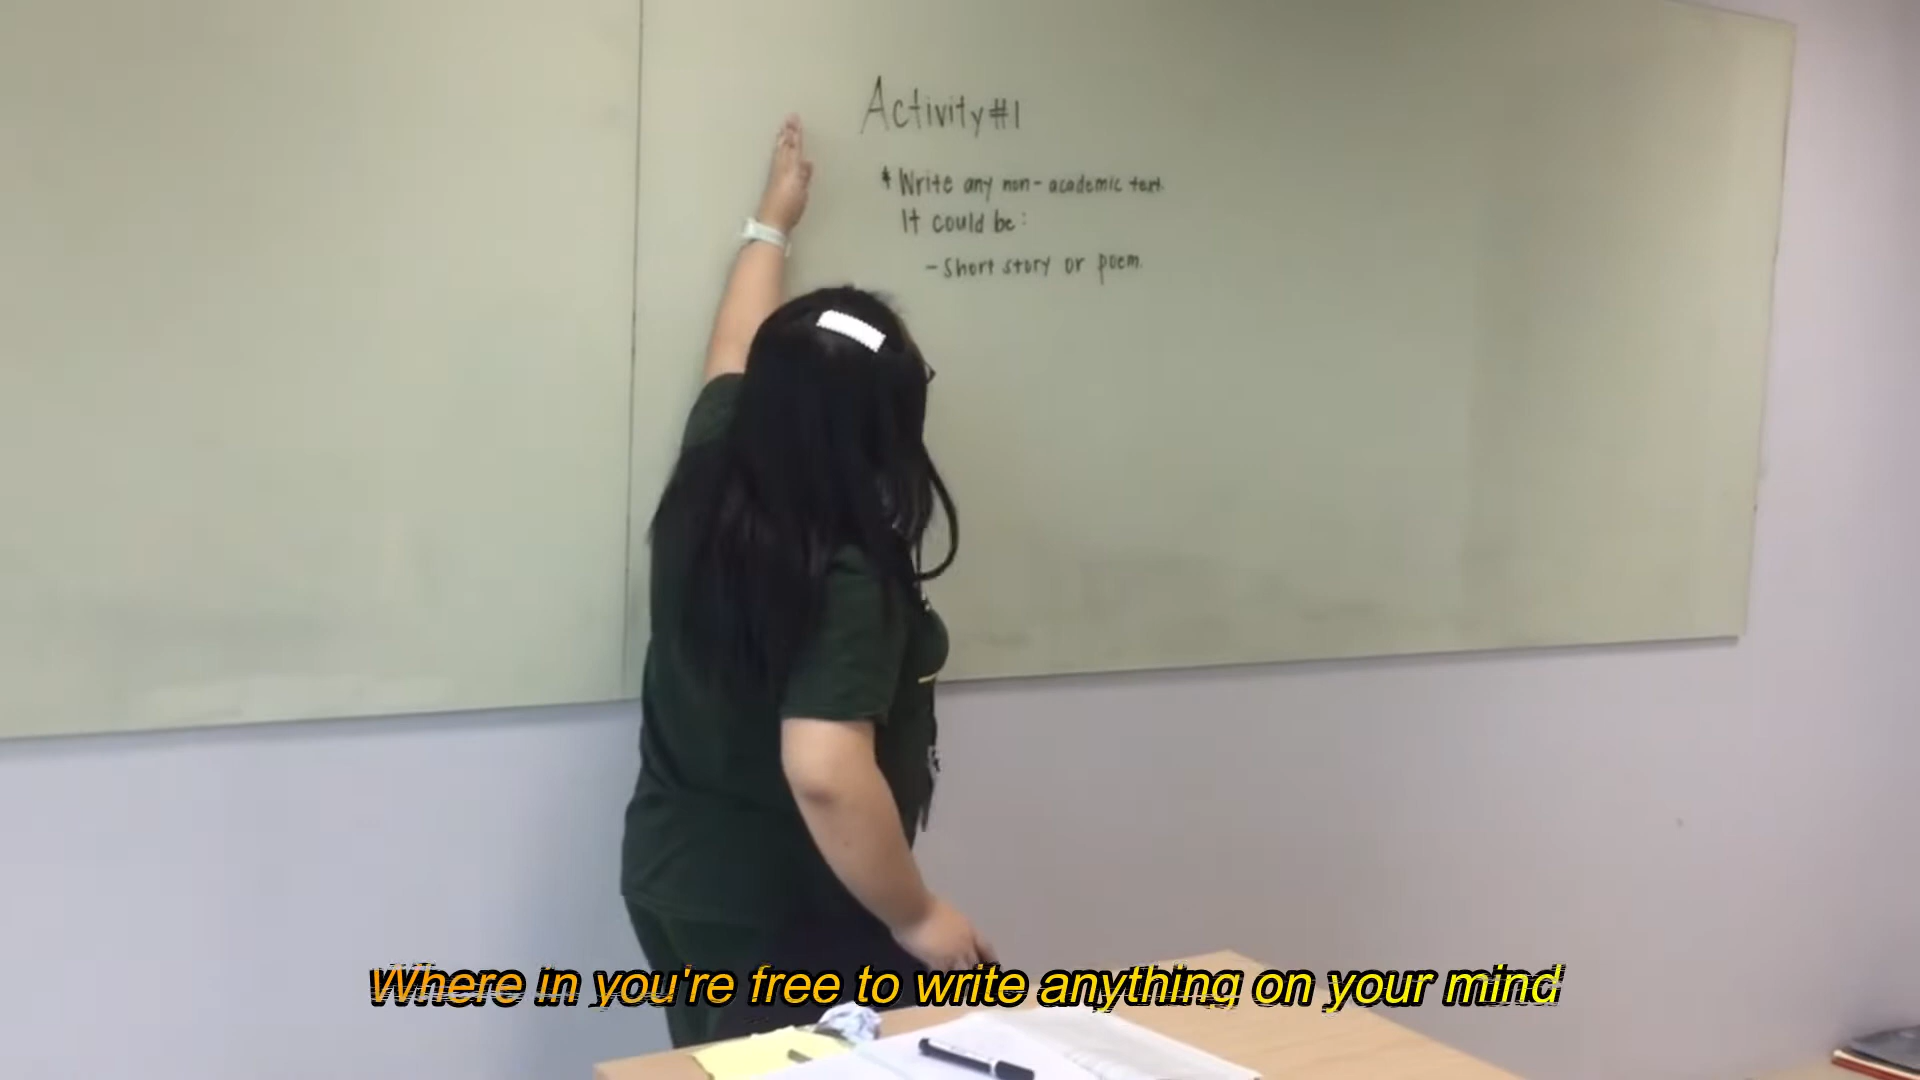 Activity #1
* Write any non-academic text.
It could be:
- Short story or poem.
Where in you're free to write anything on your mind